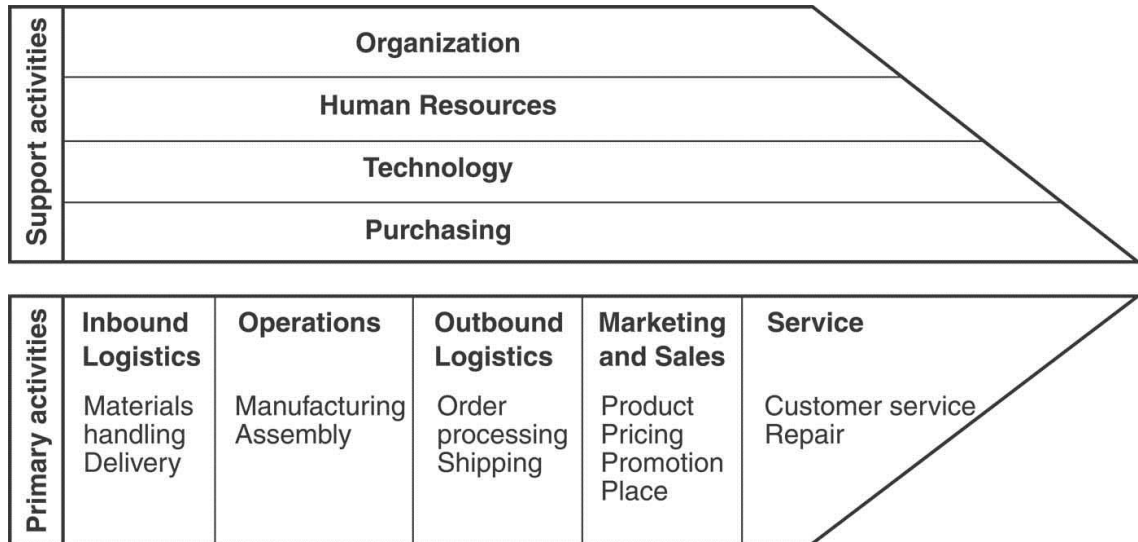 Support activities
Organization
Human Resources
Technology
Purchasing
Primary activities
Inbound
Logistics
Materials
handling
Delivery
Operations
Manufacturing
Assembly
Outbound
Logistics
Order
processing
Shipping
Marketing
and Sales
Product
Pricing
Promotion
Place
Service
Customer service
Repair